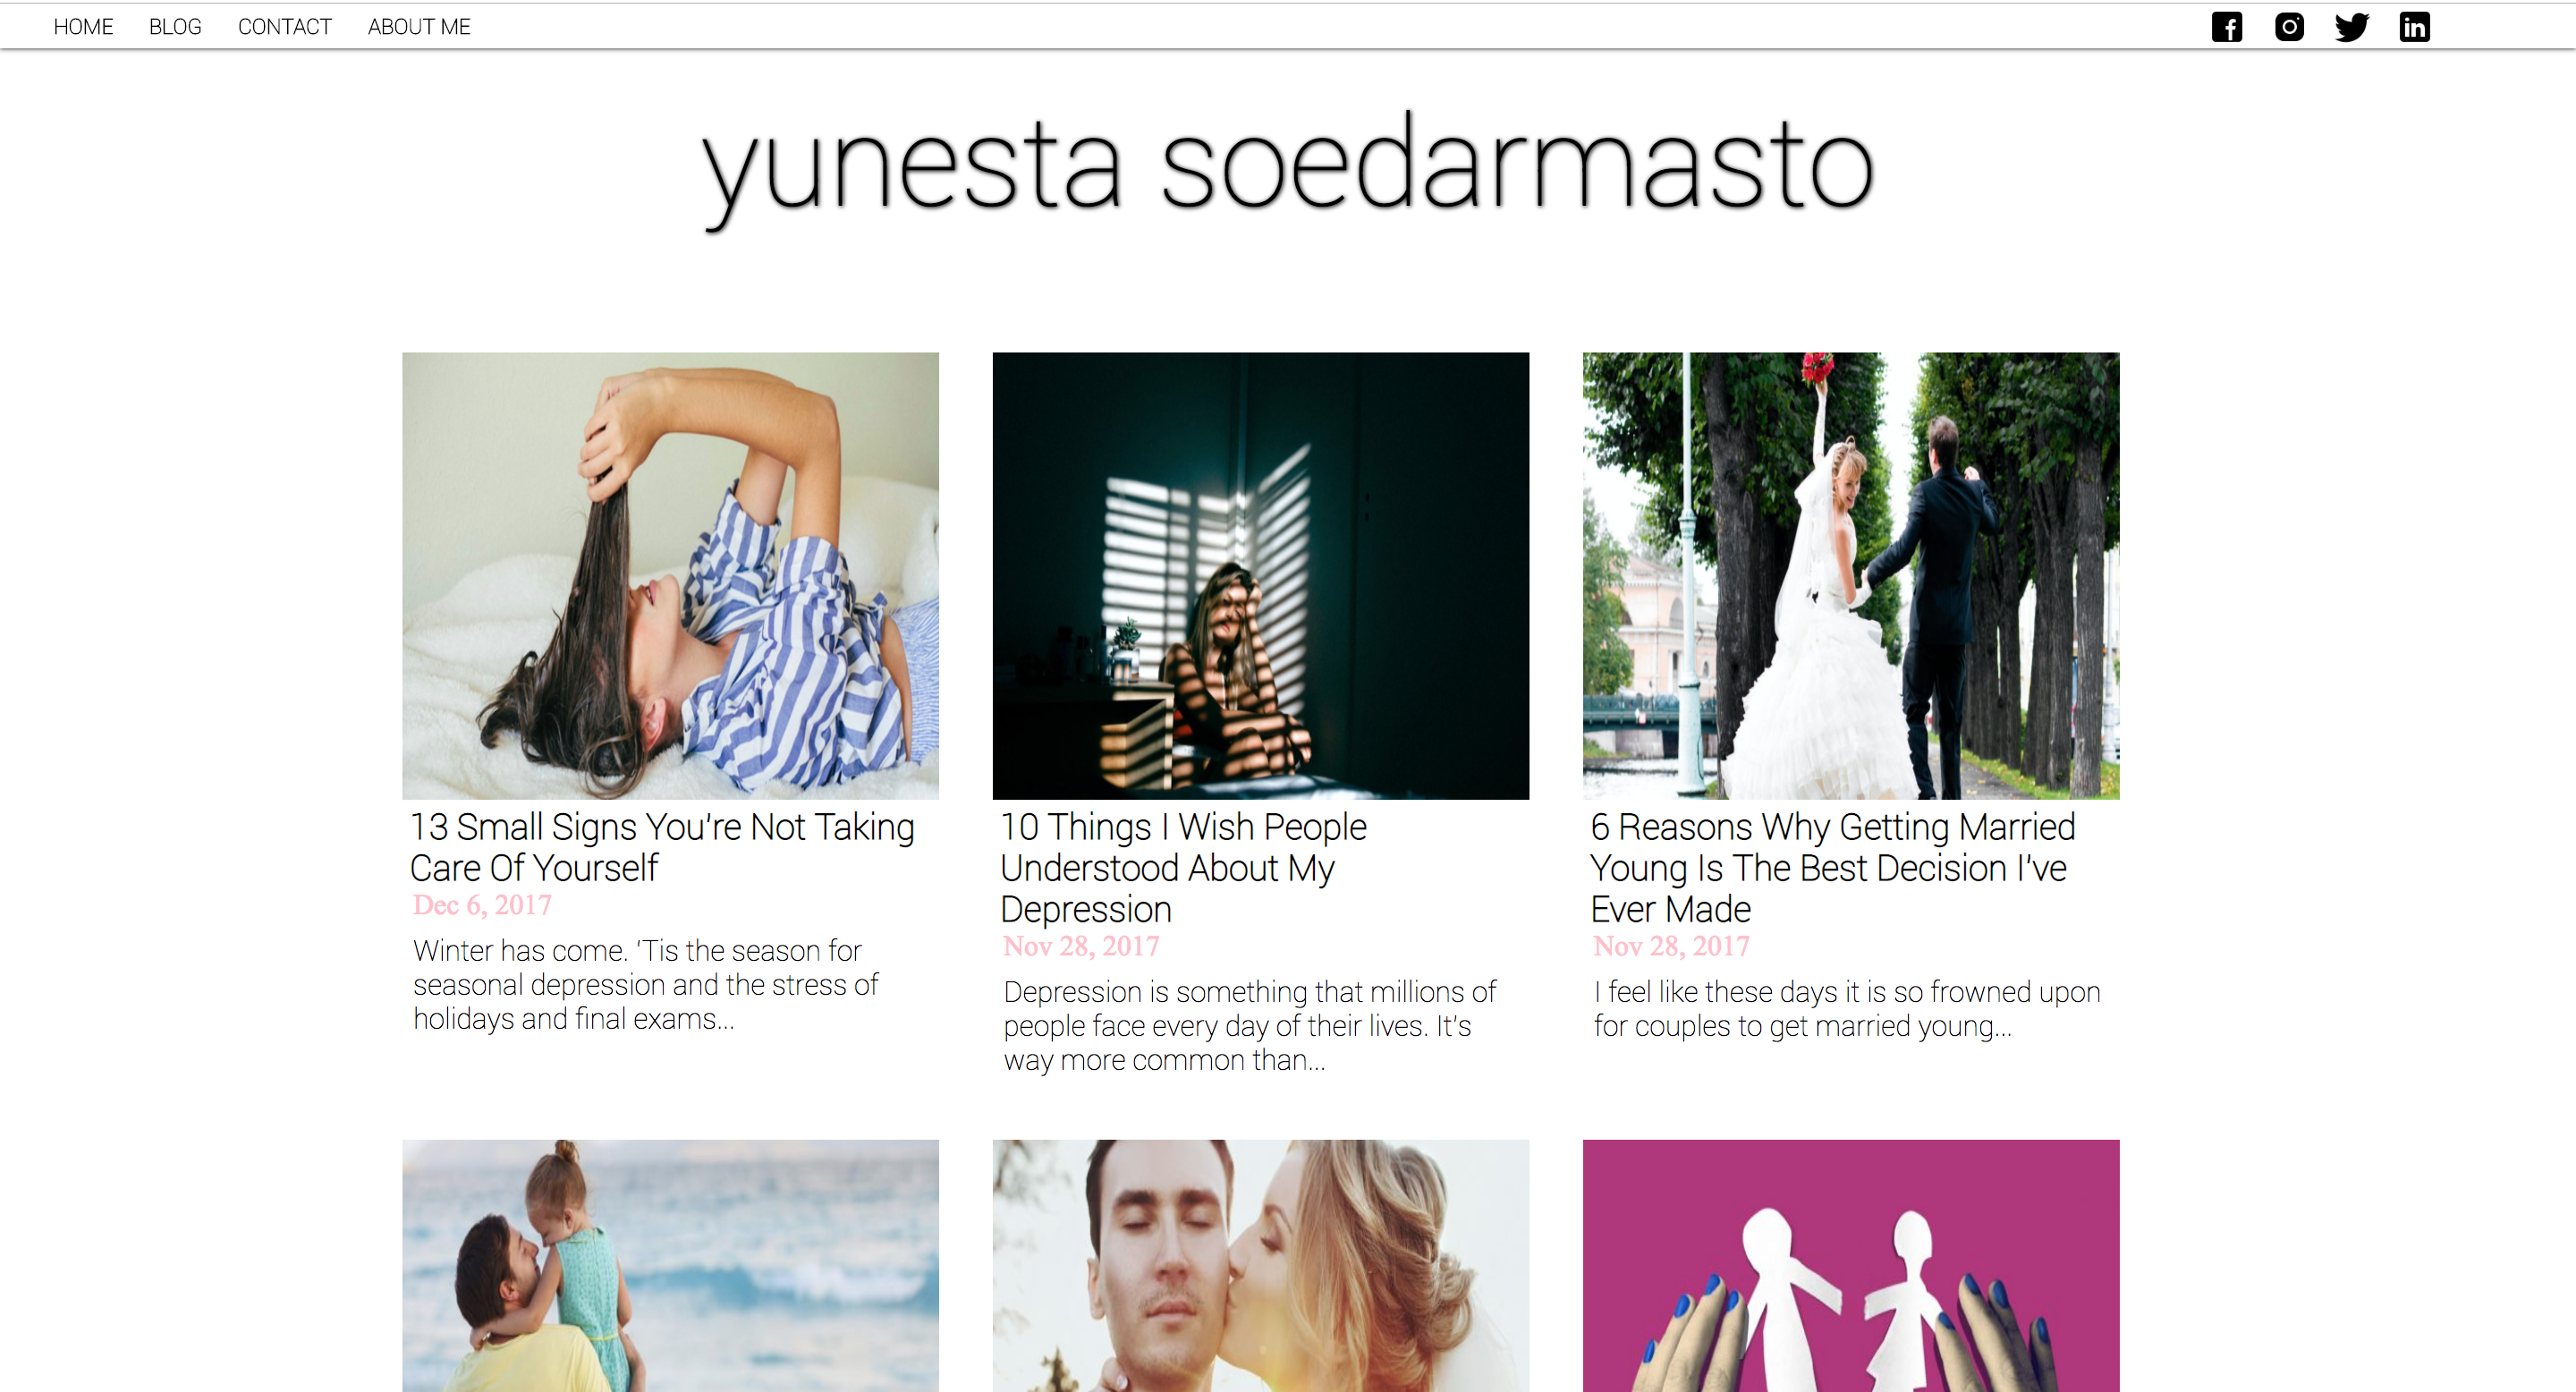 HOME BLOG CONTACT ABOUT ME
yunesta soedarmasto
13 Small Signs You're Not Taking
Care Of Yourself
Dec 6, 2017
Winter has come. 'Tis the season for
seasonal depression and the stress of
holidays and final exams...
10 Things I Wish People
Understood About My
Depression
Nov 28, 2017
Depression is something that millions of
people face every day of their lives. It's
way more common than...
6 Reasons Why Getting Married
Young Is The Best Decision I've
Ever Made
Nov 28, 2017
I feel like these days it is so frowned upon
for couples to get married young...